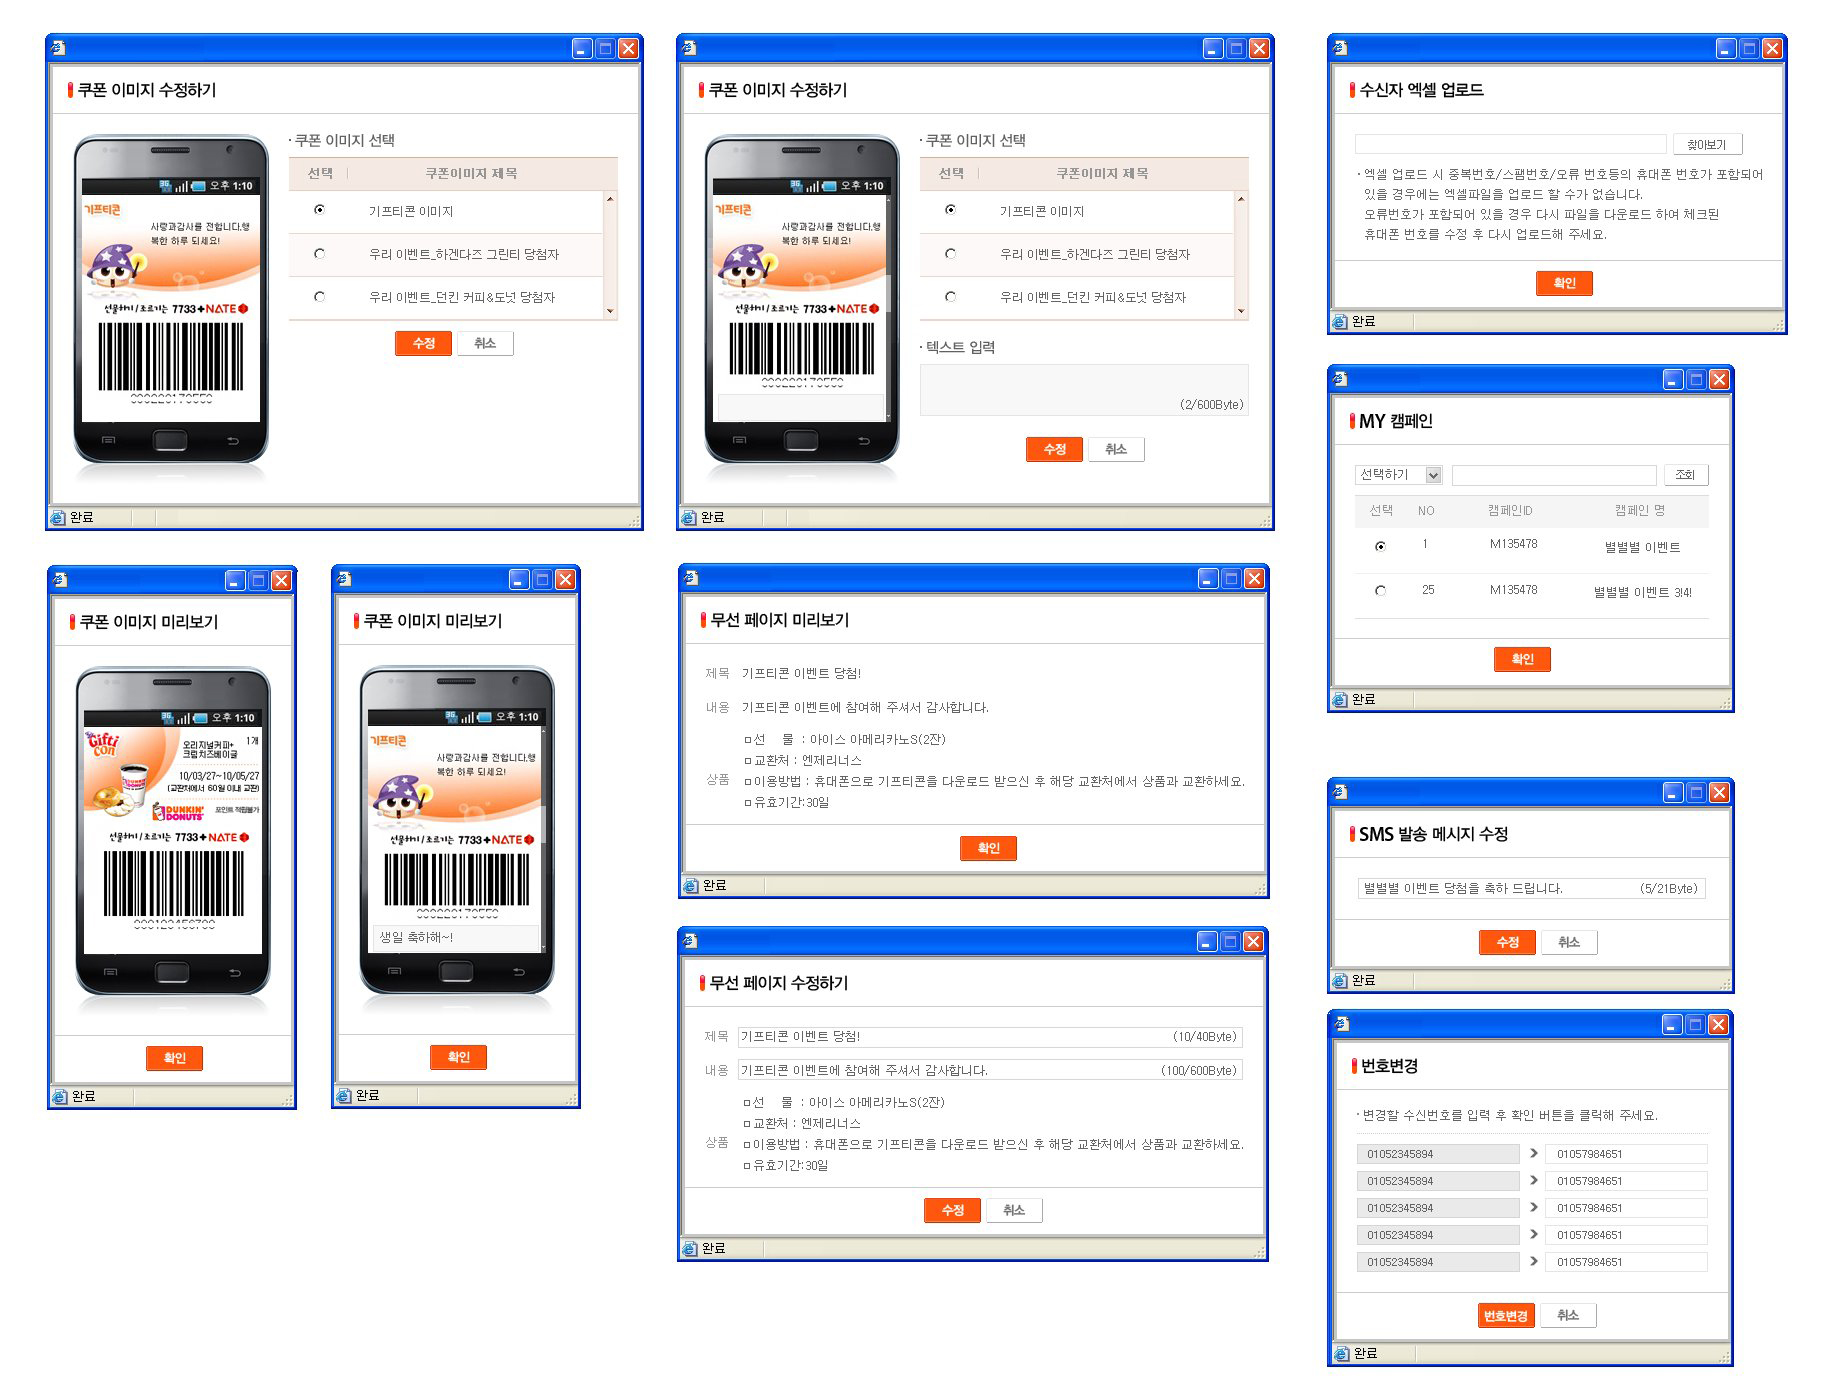 쿠폰 이미지 수정하기
오후 1:10
기프티콘
사랑과감사를 전합니다.행
복한 하루 되세요!
선물하기/조르기는 7733+NATE
· 쿠폰 이미지 선택
선택
쿠폰이미지 제목
기프티콘 이미지
우리 이벤트_하겐다즈 그린티 당첨자
우리 이벤트_던킨 커피&도넛 당첨자
수정
취소
완료
쿠폰 이미지 수정하기
오후 1:10
기프티콘
사랑과감사를 전합니다.행
복한 하루 되세요!
선물하기/조르기는 7733+NATE
· 쿠폰 이미지 선택
선택
쿠폰이미지 제목
기프티콘 이미지
우리 이벤트_하겐다즈 그린티 당첨자
우리 이벤트_던킨 커피&도넛 당첨자
· 텍스트 입력
(2/600Byte)
수정
취소
완료
수신자 엑셀 업로드
찾아보기
· 엑셀 업로드 시 중복번호/스팸번호/오류 번호등의 휴대폰 번호가 포함되어
있을 경우에는 엑셀파일을 업로드 할 수가 없습니다.
오류번호가 포함되어 있을 경우 다시 파일을 다운로드 하여 체크된
휴대폰 번호를 수정 후 다시 업로드해 주세요.
확인
완료
MY 캠페인
선택하기
조회
선택 NO 캠페인ID 캠페인 명
1 M135478 별별별 이벤트
25 M135478 별별별 이벤트 3!4!
확인
완료
쿠폰 이미지 미리보기
오후 1:10
Gifti
con
오리지널커피+ 1개
크림치즈베이글
10/03/27~10/05/27
(교환처에서 60일 이내 교환)
DUNKIN'
DONUTS
포인트 적립불가
선물하기/조르기는 7733+NATE
확인
완료
쿠폰 이미지 미리보기
오후 1:10
기프티콘
사랑과감사를 전합니다.행
복한 하루 되세요!
선물하기/조르기는 7733+NATE
생일 축하해~!
확인
완료
무선 페이지 미리보기
제목 기프티콘 이벤트 당첨!
내용 기프티콘 이벤트에 참여해 주셔서 감사합니다.
상품
ㅁ선 물 : 아이스 아메리카노S(2잔)
ㅁ교환처 : 엔제리너스
ㅁ이용방법 : 휴대폰으로 기프티콘을 다운로드 받으신 후 해당 교환처에서 상품과 교환하세요.
ㅁ유효기간:30일
확인
완료
무선 페이지 수정하기
제목 기프티콘 이벤트 당첨! (10/40Byte)
내용 기프티콘 이벤트에 참여해 주셔서 감사합니다. (100/600Byte)
상품
ㅁ선 물 : 아이스 아메리카노S(2잔)
ㅁ교환처 : 엔제리너스
ㅁ이용방법 : 휴대폰으로 기프티콘을 다운로드 받으신 후 해당 교환처에서 상품과 교환하세요.
ㅁ유효기간:30일
수정
취소
완료
SMS 발송 메시지 수정
별별별 이벤트 당첨을 축하 드립니다. (5/21Byte)
수정
취소
완료
번호변경
· 변경할 수신번호를 입력 후 확인 버튼을 클릭해 주세요.
01052345894 > 01057984651
01052345894 > 01057984651
01052345894 > 01057984651
01052345894 > 01057984651
01052345894 > 01057984651
번호변경
취소
완료